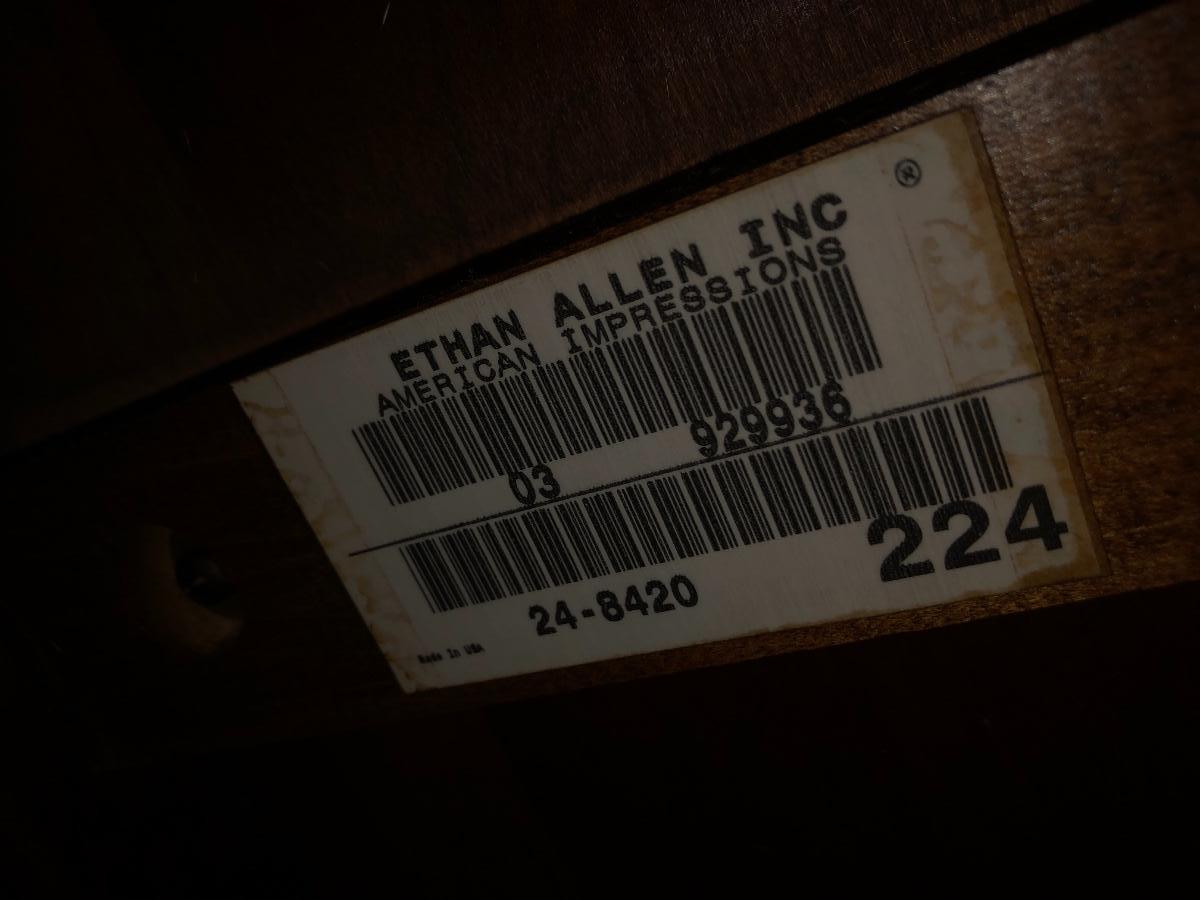 ®
ETHAN ALLEN INC
AMERICAN IMPRESSIONS
03 929936
24-8420 224
Made In USA